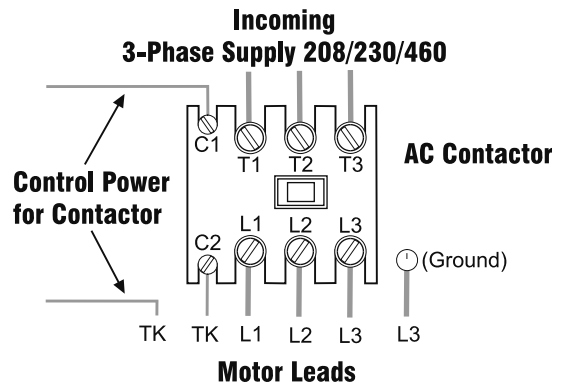 Incoming
3-Phase Supply 208/230/460
C1
T1 T2 T3
AC Contactor
Control Power
for Contactor
L1 L2 L3
C2
(Ground)
TK TK L1 L2 L3 L3
Motor Leads